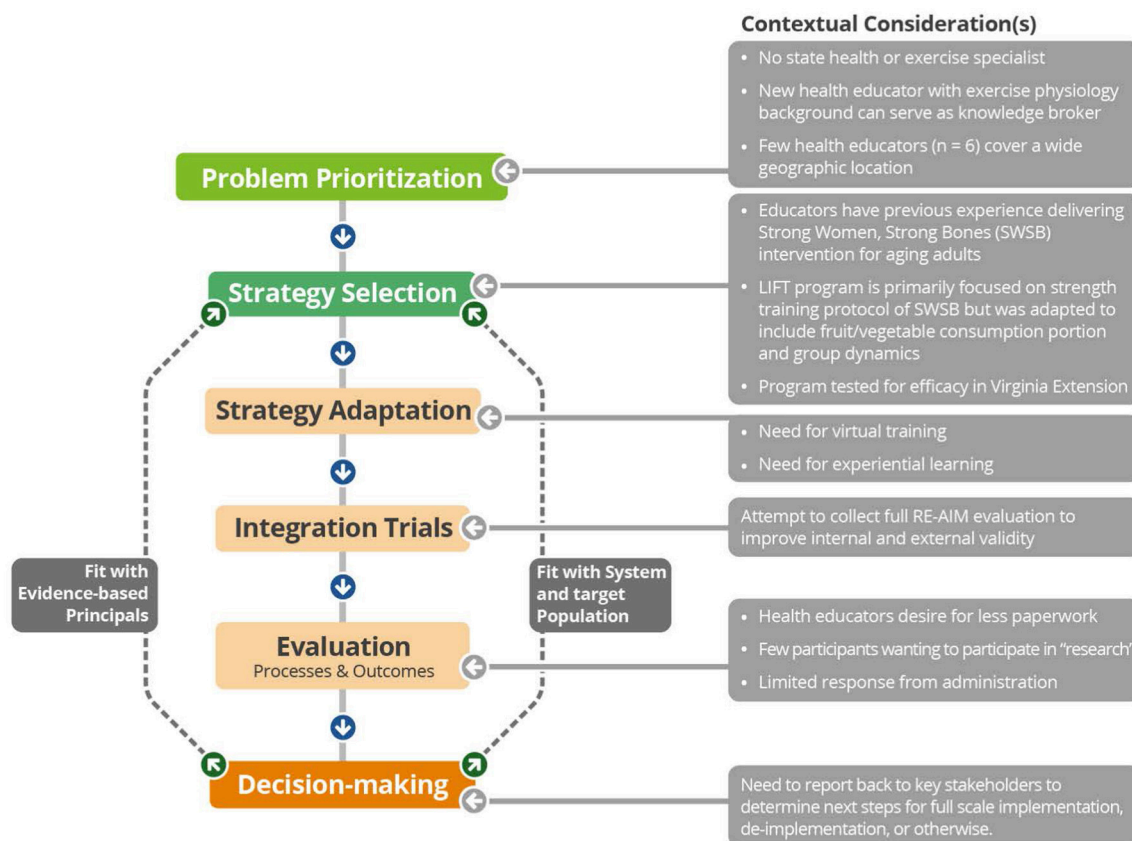 Contextual Consideration(s)
• No state health or exercise specialist
• New health educator with exercise physiology
background can serve as knowledge broker
• Few health educators (n = 6) cover a wide
geographic location
Problem Prioritization
• Educators have previous experience delivering
Strong Women, Strong Bones (SWSB)
intervention for aging adults
• LIFT program is primarily focused on strength
training protocol of SWSB but was adapted to
include fruit/vegetable consumption portion
and group dynamics
• Program tested for efficacy in Virginia Extension
Strategy Selection
Strategy Adaptation
• Need for virtual training
• Need for experiential learning
Integration Trials
Attempt to collect full RE-AIM evaluation to
improve internal and external validity
Fit with
Evidence-based
Principals
Fit with System
and target
Population
Evaluation
Processes & Outcomes
• Health educators desire for less paperwork
• Few participants wanting to participate in “research”
• Limited response from administration
Decision-making
Need to report back to key stakeholders to
determine next steps for full scale implementation,
de-implementation, or otherwise.